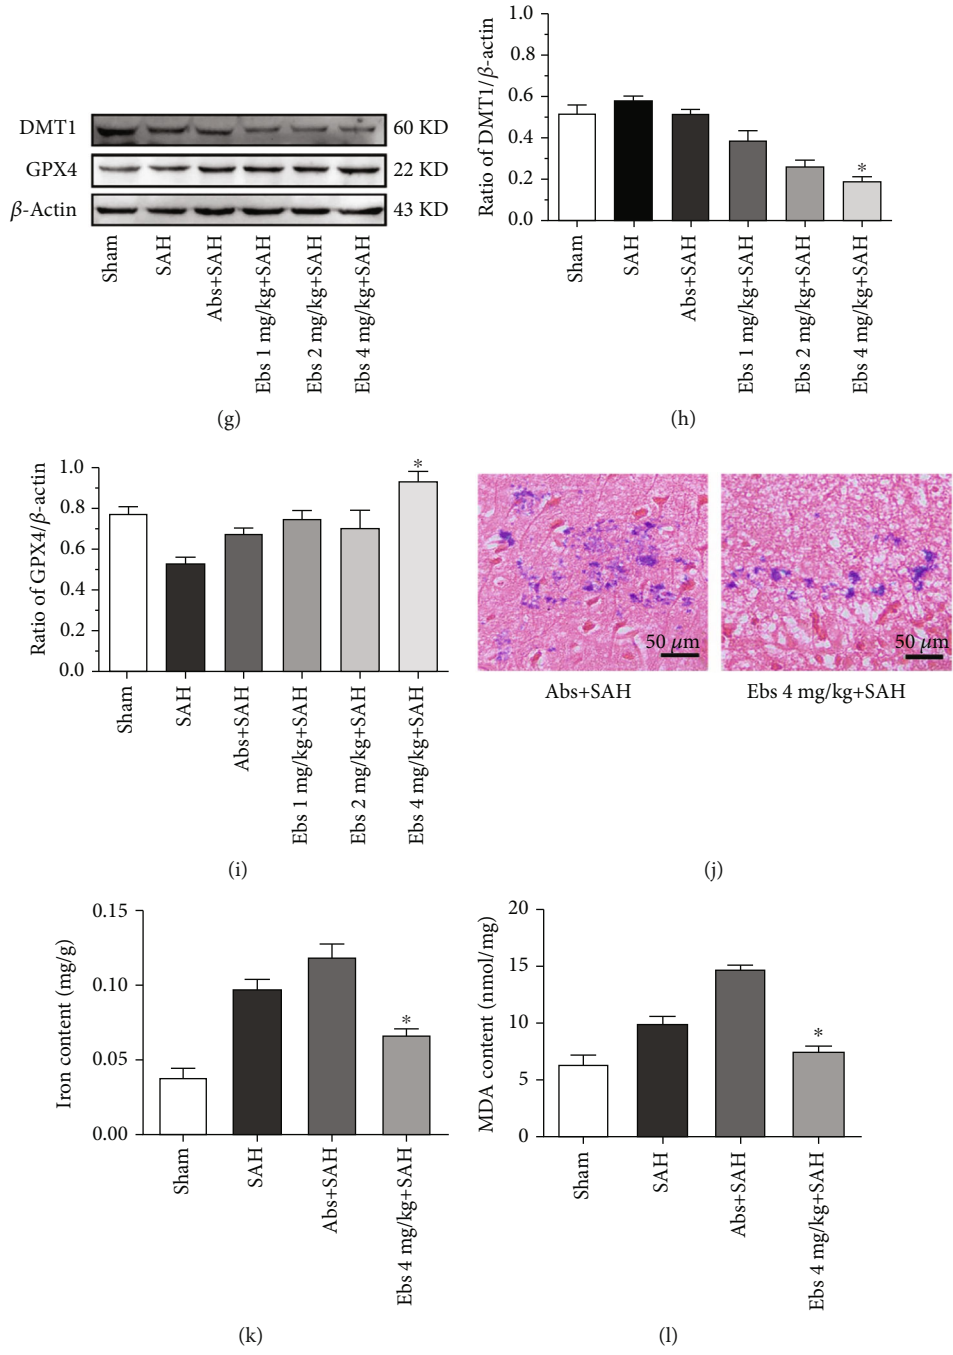 DMT1
60 KD
GPX4
22 KD
β-Actin
43 KD
Sham
SAH
Abs+SAH
Ebs 1 mg/kg+SAH
Ebs 2 mg/kg+SAH
Ebs 4 mg/kg+SAH
(g)
Ratio of DMT1/β-actin
1.0
0.8
0.6
0.4
0.2
0.0
*
Sham
SAH
Abs+SAH
Ebs 1 mg/kg+SAH
Ebs 2 mg/kg+SAH
Ebs 4 mg/kg+SAH
(h)
Ratio of GPX4/β-actin
1.0
0.8
0.6
0.4
0.2
0.0
*
Sham
SAH
Abs+SAH
Ebs 1 mg/kg+SAH
Ebs 2 mg/kg+SAH
Ebs 4 mg/kg+SAH
(i)
50 μm
50 μm
Abs+SAH
Ebs 4 mg/kg+SAH
(j)
Iron content (mg/g)
0.15
0.10
0.05
0.00
*
Sham
SAH
Abs+SAH
Ebs 4 mg/kg+SAH
(k)
MDA content (nmol/mg)
20
15
10
5
0
*
Sham
SAH
Abs+SAH
Ebs 4 mg/kg+SAH
(l)